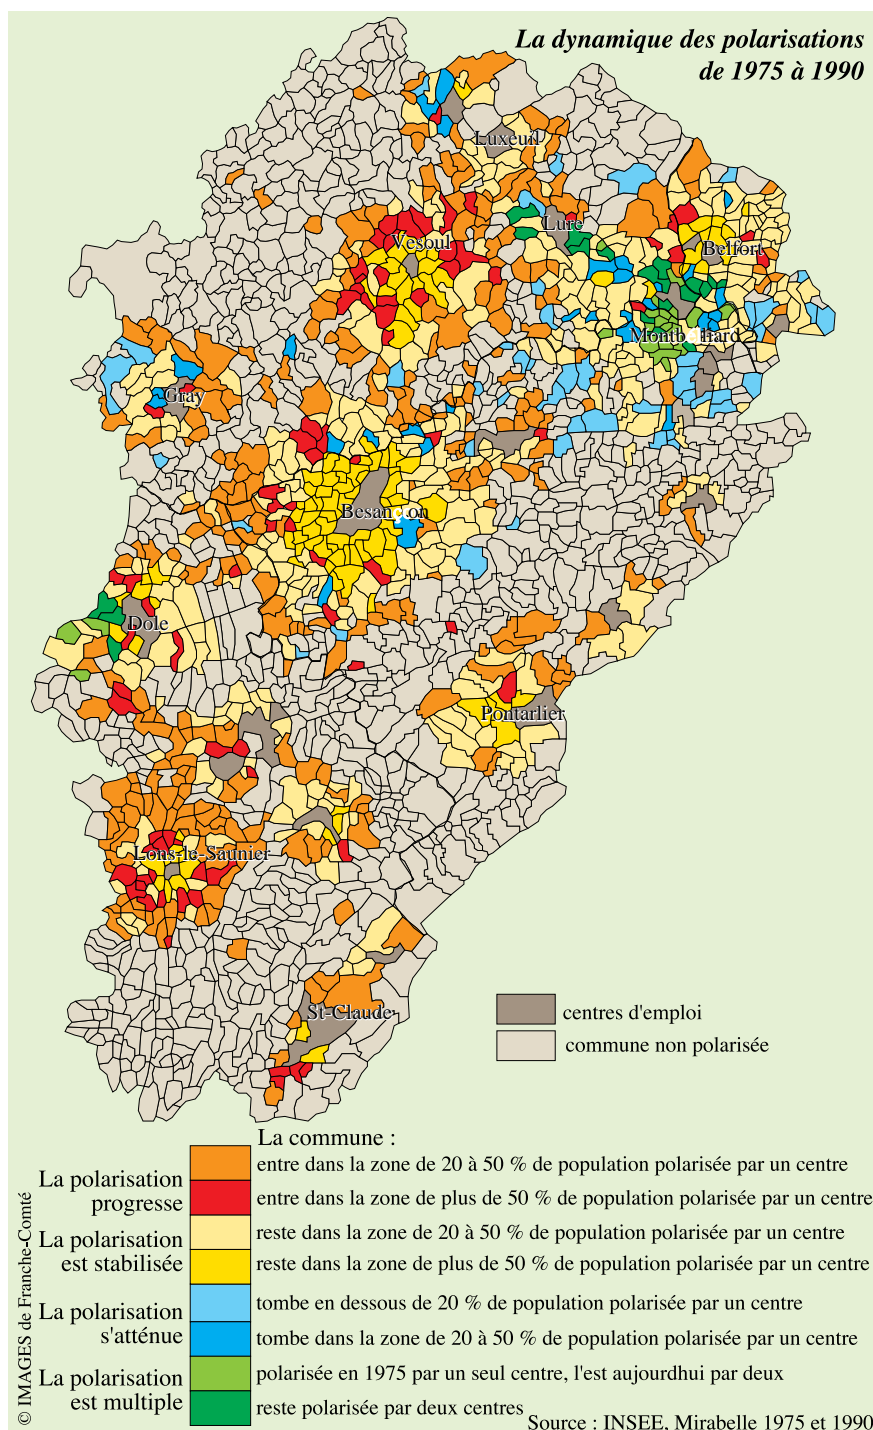 La dynamique des polarisations
de 1975 à 1990
Luxeuil
Lure
Vesoul
Belfort
Montbéliard
Gray
Besançon
Dole
Pontarlier
Lons-le-Saunier
St-Claude
centres d'emploi
commune non polarisée
La commune :
La polarisation
progresse
entre dans la zone de 20 à 50 % de population polarisée par un centre
entre dans la zone de plus de 50 % de population polarisée par un centre
La polarisation
est stabilisée
reste dans la zone de 20 à 50 % de population polarisée par un centre
reste dans la zone de plus de 50 % de population polarisée par un centre
La polarisation
s'atténue
tombe en dessous de 20 % de population polarisée par un centre
tombe dans la zone de 20 à 50 % de population polarisée par un centre
La polarisation
est multiple
polarisée en 1975 par un seul centre, l'est aujourdhui par deux
reste polarisée par deux centres
Source : INSEE, Mirabelle 1975 et 1990
© IMAGES de Franche-Comté